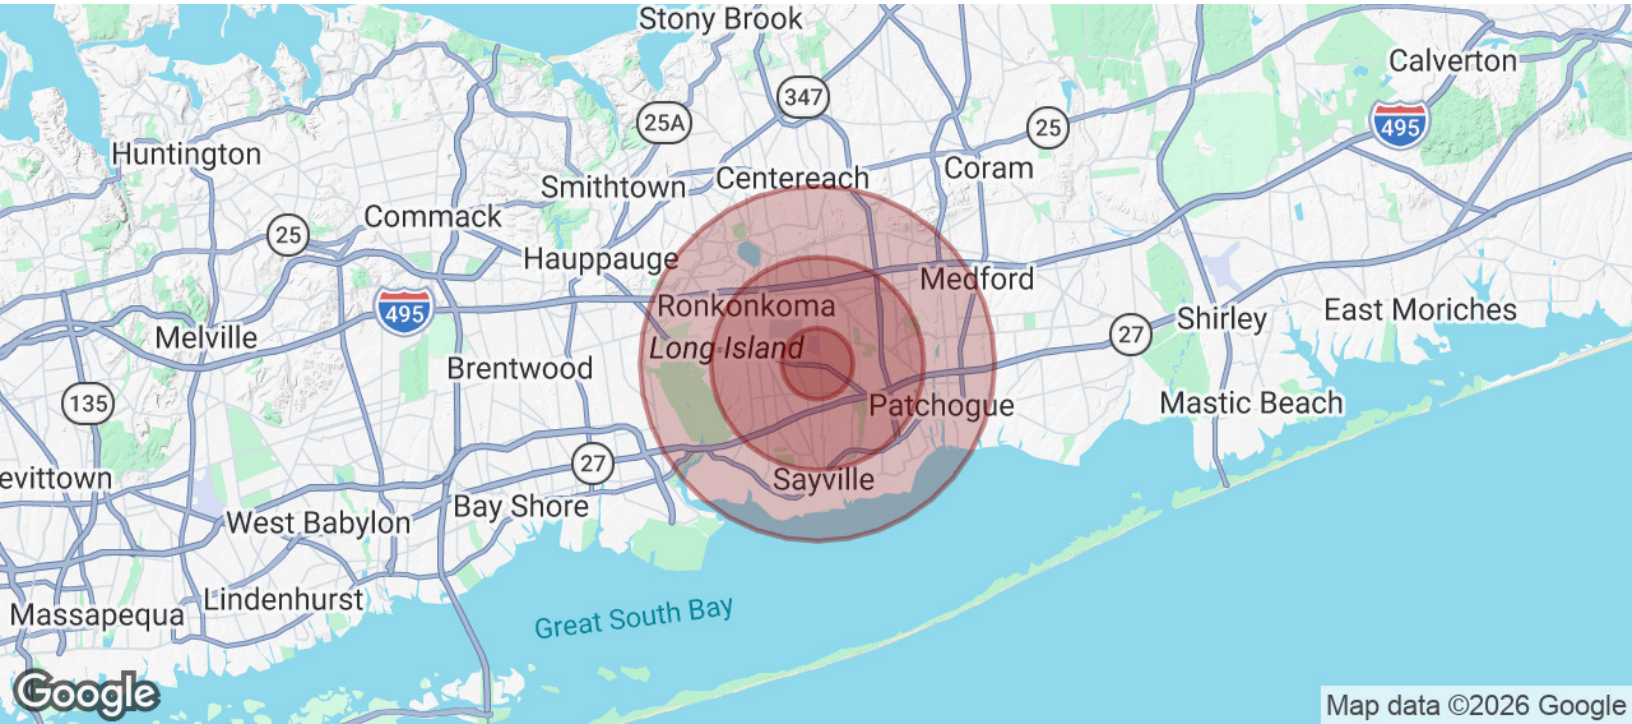 Stony Brook
Calverton
347
25A
495
25
Huntington
Coram
Centereach
Smithtown
Commack
25
Hauppauge
Medford
Ronkonkoma
495
East Moriches
Shirley
27
Melville
Long Island
Brentwood
135
Patchogue
Mastic Beach
27
evittown
Sayville
Bay Shore
West Babylon
Lindenhurst
Massapequa
Great South Bay
Google
Map data ©2026 Google